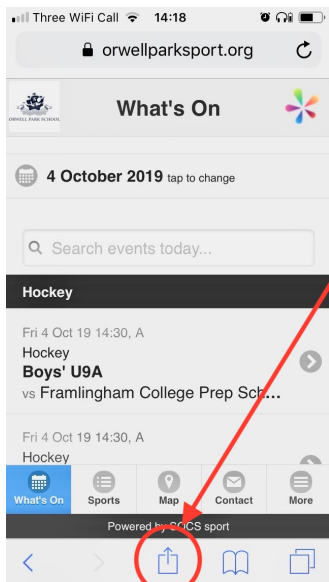 Three WiFi Call 14:18
orwellparksport.org
ORWELL PARK SCHOOL
What's On
4 October 2019 tap to change
Search events today...
Hockey
Fri 4 Oct 19 14:30, A
Hockey
Boys' U9A
vs Framlingham College Prep Sch...
Fri 4 Oct 19 14:30, A
Hockey
What's On Sports Map Contact More
Powered by SOCS sport